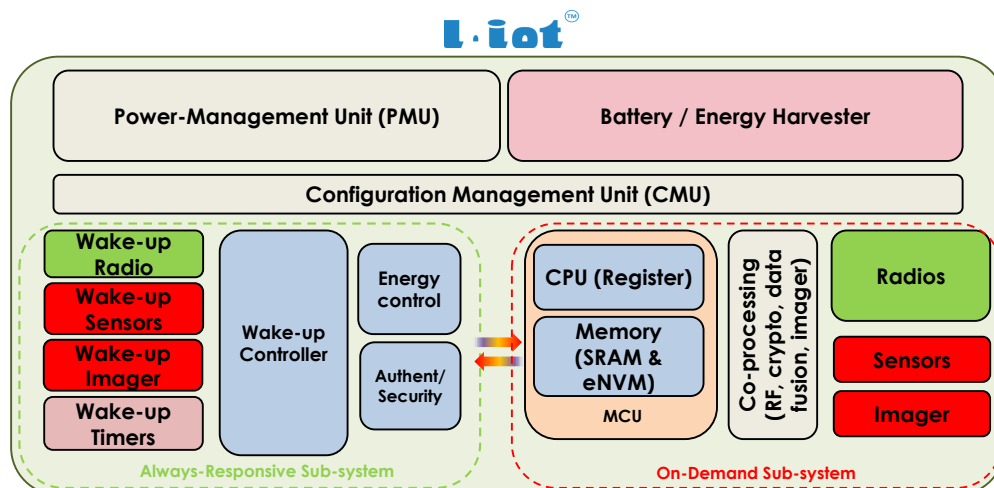 L·iot™
Power-Management Unit (PMU)
Battery / Energy Harvester
Configuration Management Unit (CMU)
Wake-up
Radio
Wake-up
Sensors
Wake-up
Imager
Wake-up
Timers
Wake-up
Controller
Energy
control
Authent/
Security
Always-Responsive Sub-system
CPU (Register)
Memory
(SRAM &
eNVM)
MCU
Co-processing
(RF, crypto, data
fusion, imager)
Radios
Sensors
Imager
On-Demand Sub-system